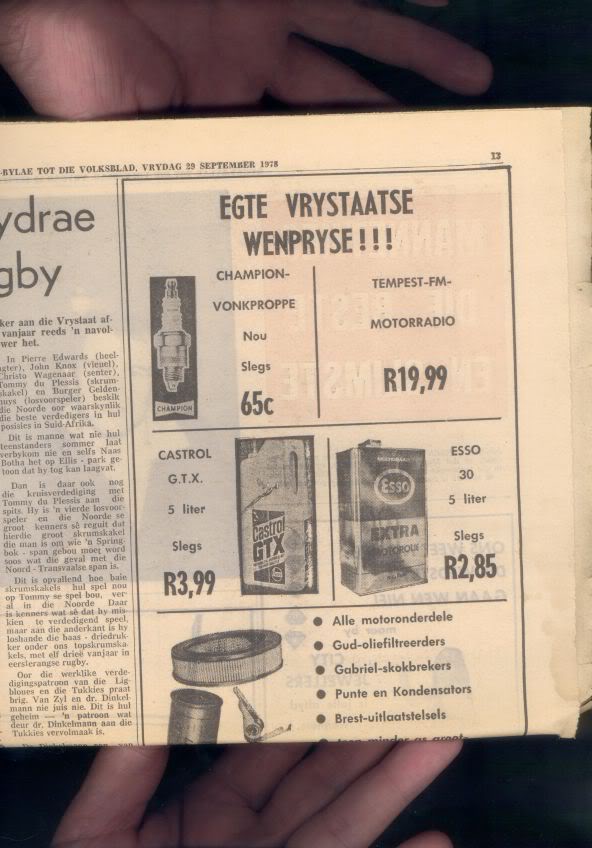 -BYLAE TOT DIE VOLKSBLAD, VRYDAG 29 SEPTEMBER 1978
13
ydrae
gby
ker aan die Vrystaat af-
vanjaar reeds 'n navol-
wer het.
In Pierre Edwards (heel-
agter), John Knox (vleuel),
Christo Wagenaar (senter),
Tommy du Plessis (skrum-
skakel) en Burger Gelden-
huys (losvoorspeler) beskik
die Noorde oor waarskynlik
die beste verdedigers in hul
posisies in Suid-Afrika.
Dit is manne wat nie hul
teenstanders sommer laat
verbykom nie en selfs Naas
Botha het op Ellis - park ge-
toon dat hy tog kan laagvat.
Dan is daar ook nog
die kruisverdediging met
Tommy du Plessis aan die
spits. Hy is 'n vierde losvoor-
speler en die Noorde se
groot kenners sê reguit dat
hierdie groot skrumskakel
die man is om wie 'n Spring-
bok - span gebou moet word
soos wat die geval met die
Noord - Transvaalse span is.
Dit is opvallend hoe baie
skrumskakels hul spel nou
op Tommy se spel bou, ver-
al in die Noorde Daar
is kenners wat sê dat hy mis-
kien te verdedigend speel,
maar aan die anderkant is hy
loshande die baas - driedruk-
ker onder ons topskrumska-
kels, met elf drieë vanjaar in
eersterangse rugby.
Oor die werklike verde-
digingspatroon van die Lig-
bloues en die Tukkies praat
brig. Van Zyl en dr. Dinkel-
mann nie juis nie. Dit is hul
geheim — 'n patroon wat
deur dr. Dinkelmann aan die
Tukkies vervolmaak is.
EGTE VRYSTAATSE
WENPRYSE!!!
CHAMPION-
VONKPROPPE
Nou
Slegs
65c
CHAMPION
TEMPEST-FM-
MOTORRADIO
R19,99
CASTROL
G.T.X.
5 liter
Slegs
R3,99
Castrol
GTX
ESSO
30
5 liter
Slegs
R2,85
Esso
EXTRA
● Alle motoronderdele
● Gud-oliefiltreerders
● Gabriel-skokbrekers
● Punte en Kondensators
● Brest-uitlaatstelsels